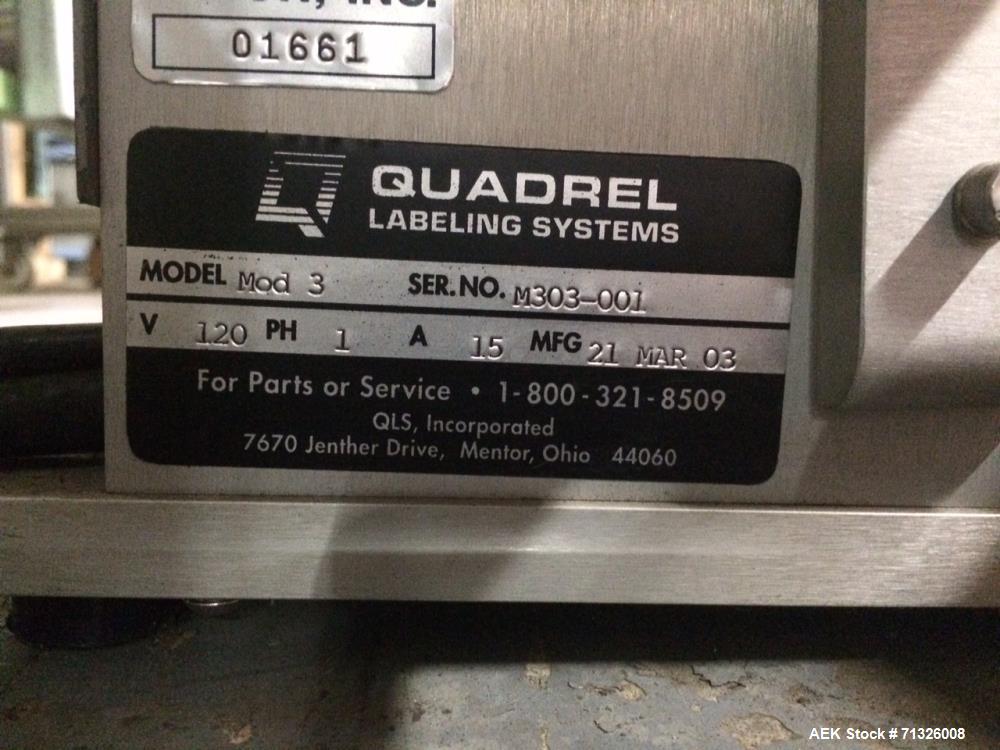 INC.
01661
QUADREL
LABELING SYSTEMS
MODEL Mod 3 SER.NO. M303-001
V 120 PH 1 A 15 MFG 21 MAR 03
For Parts or Service • 1-800-321-8509
QLS, Incorporated
7670 Jenther Drive, Mentor, Ohio 44060
AEK Stock # 71326008